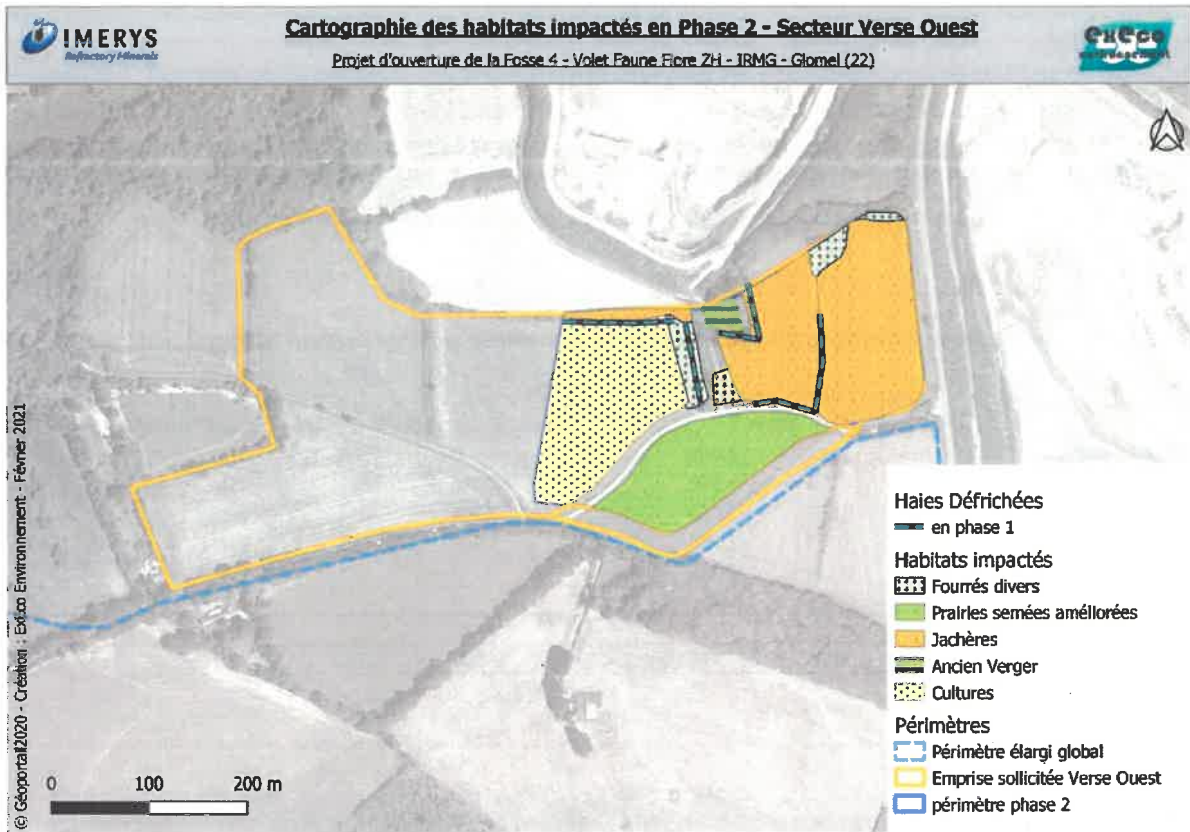 IMERYS
Refractory Minerals
Cartographie des habitats impactés en Phase 2 - Secteur Verse Ouest
Projet d'ouverture de la Fosse 4 - Volet Faune Flore ZH - IRMG - Glomel (22)
ExEco
environnement
© Géoportail2020 - Création : ExEco Environnement - Février 2021
Haies Défrichées
en phase 1
Habitats impactés
Fourrés divers
Prairies semées améllorées
Jachères
Ancien Verger
Cultures
Périmètres
Périmètre élargi global
Emprise sollicitée Verse Ouest
périmètre phase 2
0 100 200 m